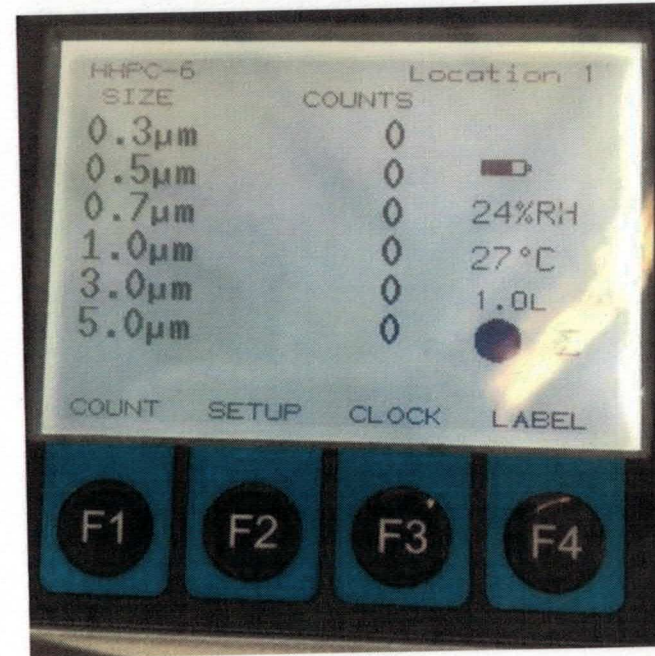 HHPC-6 Location 1
SIZE COUNTS
0.3µm 0
0.5µm 0
0.7µm 0 24%RH
1.0µm 0 27°C
3.0µm 0 1.0L
5.0µm 0 Σ
COUNT SETUP CLOCK LABEL
F1 F2 F3 F4